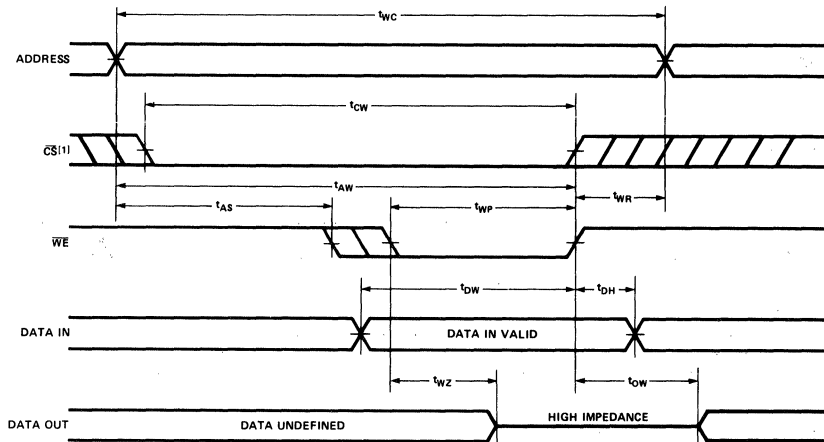 tWC
ADDRESS
tCW
CS[1]
tAW
tAS
tWP
tWR
WE
tDW
tDH
DATA IN
DATA IN VALID
tWZ
tOW
DATA OUT
DATA UNDEFINED
HIGH IMPEDANCE